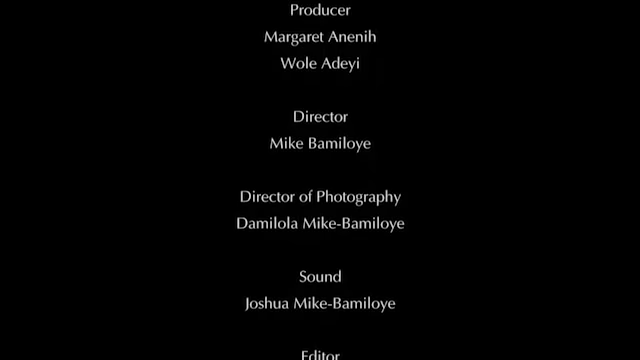 Producer
Margaret Anenih
Wole Adeyi
Director
Mike Bamiloye
Director of Photography
Damilola Mike-Bamiloye
Sound
Joshua Mike-Bamiloye
Editor